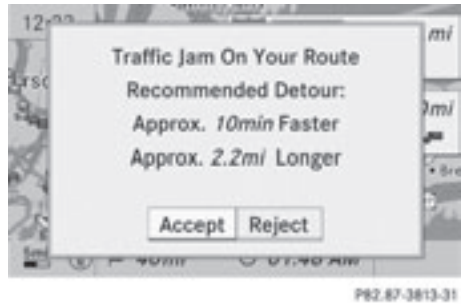 mi
Traffic Jam On Your Route
Recommended Detour:
Approx. 10min Faster
Approx. 2.2mi Longer
Accept Reject
P82.87-3813-31